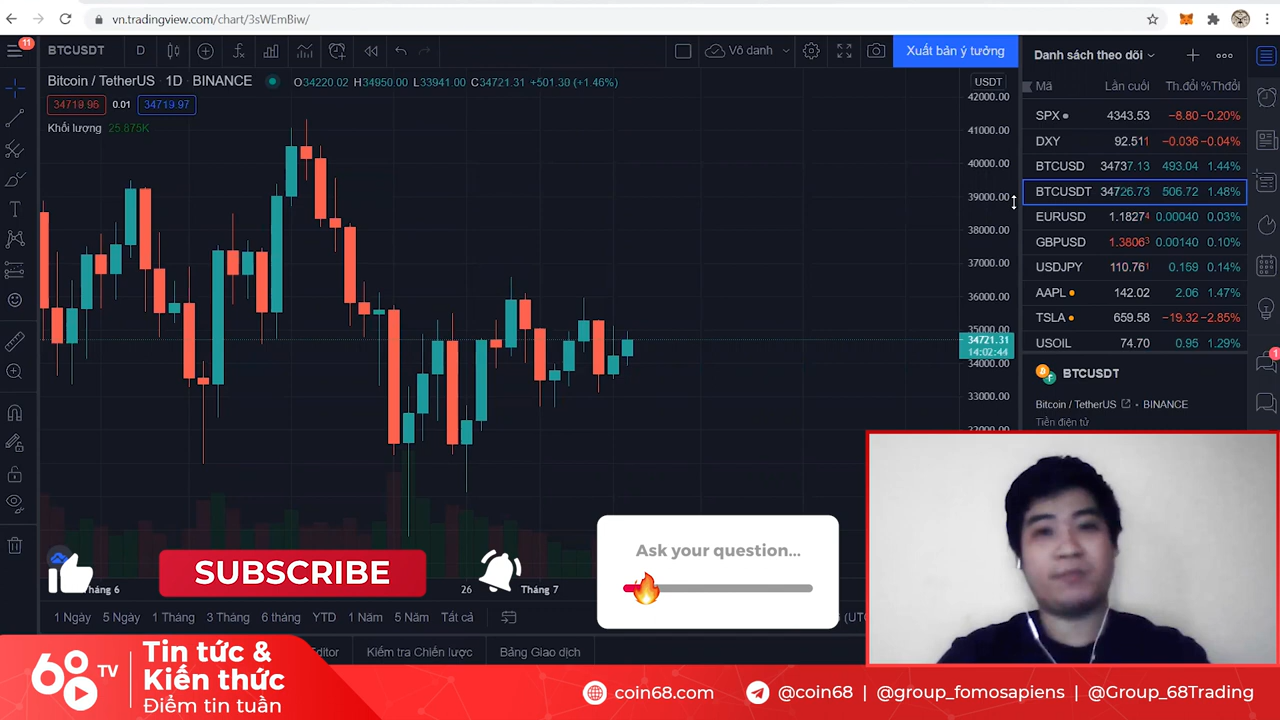 vn.tradingview.com/chart/3sWEmBiw/
11
BTCUSDT
D
Vô danh
Xuất bản ý tưởng
Danh sách theo dõi
Bitcoin / TetherUS · 1D · BINANCE
O34220.02 H34950.00 L33941.00 C34721.31 +501.30 (+1.46%)
34719.96 0.01 34719.97
Khối lượng 25.875K
USDT
42000.00
41000.00
40000.00
39000.00
38000.00
37000.00
36000.00
35000.00
34721.31
14:02:44
34000.00
33000.00
32000.00
Mã Lần cuối Th.đổi %Thđổi
SPX 4343.53 −8.80 −0.20%
DXY 92.511 −0.036 −0.04%
BTCUSD 34737.13 493.04 1.44%
BTCUSDT 34726.73 506.72 1.48%
EURUSD 1.18274 0.00040 0.03%
GBPUSD 1.38063 0.00140 0.10%
USDJPY 110.761 0.159 0.14%
AAPL 142.02 2.06 1.47%
TSLA 659.58 −19.32 −2.85%
USOIL 74.70 0.95 1.29%
1
BTCUSDT
Bitcoin / TetherUS · BINANCE
Tiền điện tử
Ask your question...
SUBSCRIBE
háng 6
26
Tháng 7
1 Ngày 5 Ngày 1 Tháng 3 Tháng 6 tháng YTD 1 Năm 5 Năm Tất cả
(UTC
Editor Kiểm tra Chiến lược Bảng Giao dịch
68 TV
Tin tức &
Kiến thức
Điểm tin tuần
coin68.com
@coin68 | @group_fomosapiens | @Group_68Trading